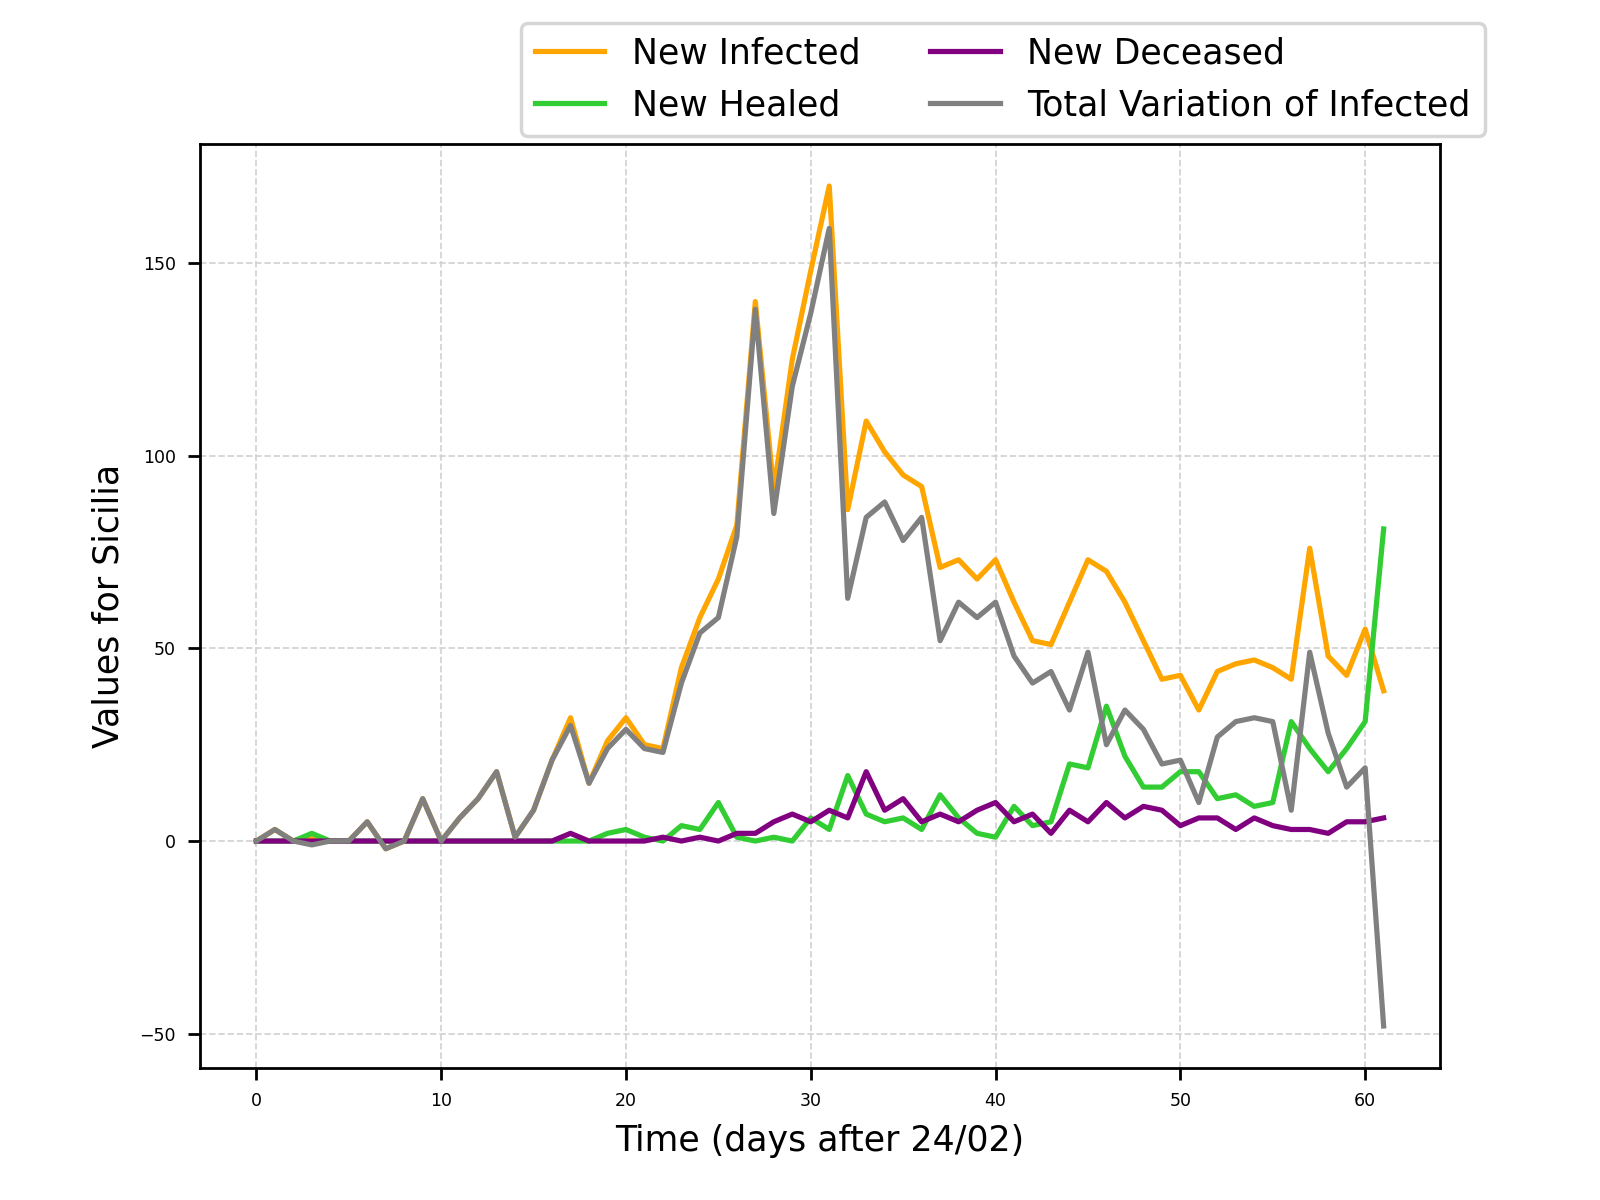 New Infected
New Healed
New Deceased
Total Variation of Infected
Values for Sicilia
150
100
50
0
−50
0 10 20 30 40 50 60
Time (days after 24/02)